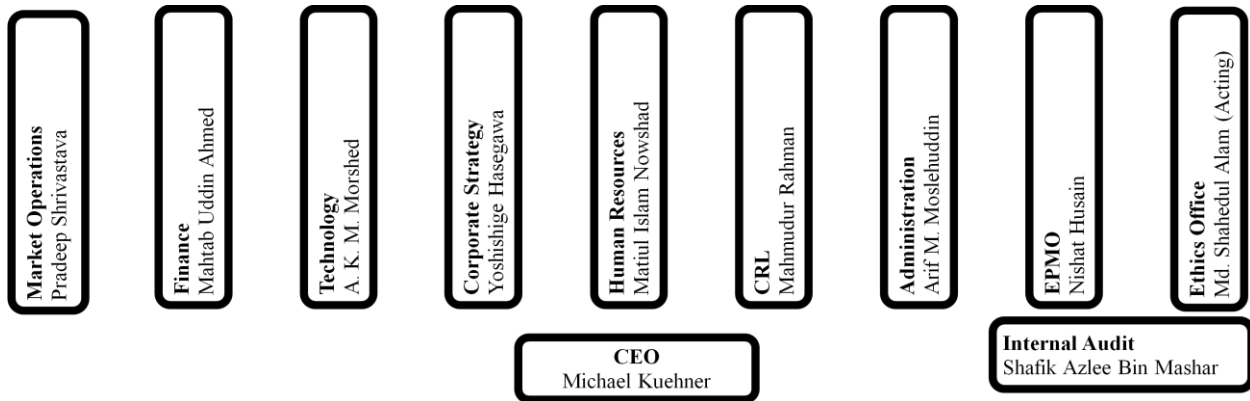 Market Operations
Pradeep Shrivastava
Finance
Mahtab Uddin Ahmed
Technology
A. K. M. Morshed
Corporate Strategy
Yoshishige Hasegawa
Human Resources
Matiul Islam Nowshad
CRL
Mahmudur Rahman
Administration
Arif M. Moslehuddin
EPMO
Nishat Husain
Ethics Office
Md. Shahedul Alam (Acting)
CEO
Michael Kuehner
Internal Audit
Shafik Azlee Bin Mashar